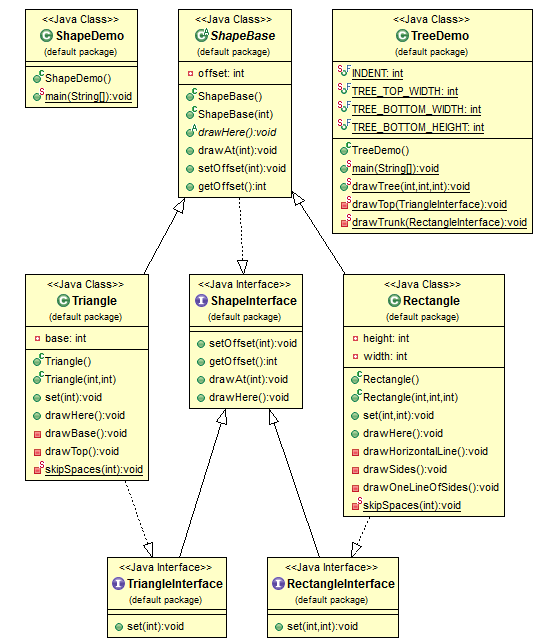 <<Java Class>>
ShapeDemo
(default package)
ShapeDemo()
main(String[]):void
<<Java Class>>
ShapeBase
(default package)
offset: int
ShapeBase()
ShapeBase(int)
drawHere():void
drawAt(int):void
setOffset(int):void
getOffset():int
<<Java Class>>
TreeDemo
(default package)
INDENT: int
TREE_TOP_WIDTH: int
TREE_BOTTOM_WIDTH: int
TREE_BOTTOM_HEIGHT: int
TreeDemo()
main(String[]):void
drawTree(int,int,int):void
drawTop(TriangleInterface):void
drawTrunk(RectangleInterface):void
<<Java Class>>
Triangle
(default package)
base: int
Triangle()
Triangle(int,int)
set(int):void
drawHere():void
drawBase():void
drawTop():void
skipSpaces(int):void
<<Java Interface>>
ShapeInterface
(default package)
setOffset(int):void
getOffset():int
drawAt(int):void
drawHere():void
<<Java Class>>
Rectangle
(default package)
height: int
width: int
Rectangle()
Rectangle(int,int,int)
set(int,int):void
drawHere():void
drawHorizontalLine():void
drawSides():void
drawOneLineOfSides():void
skipSpaces(int):void
<<Java Interface>>
TriangleInterface
(default package)
set(int):void
<<Java Interface>>
RectangleInterface
(default package)
set(int,int):void